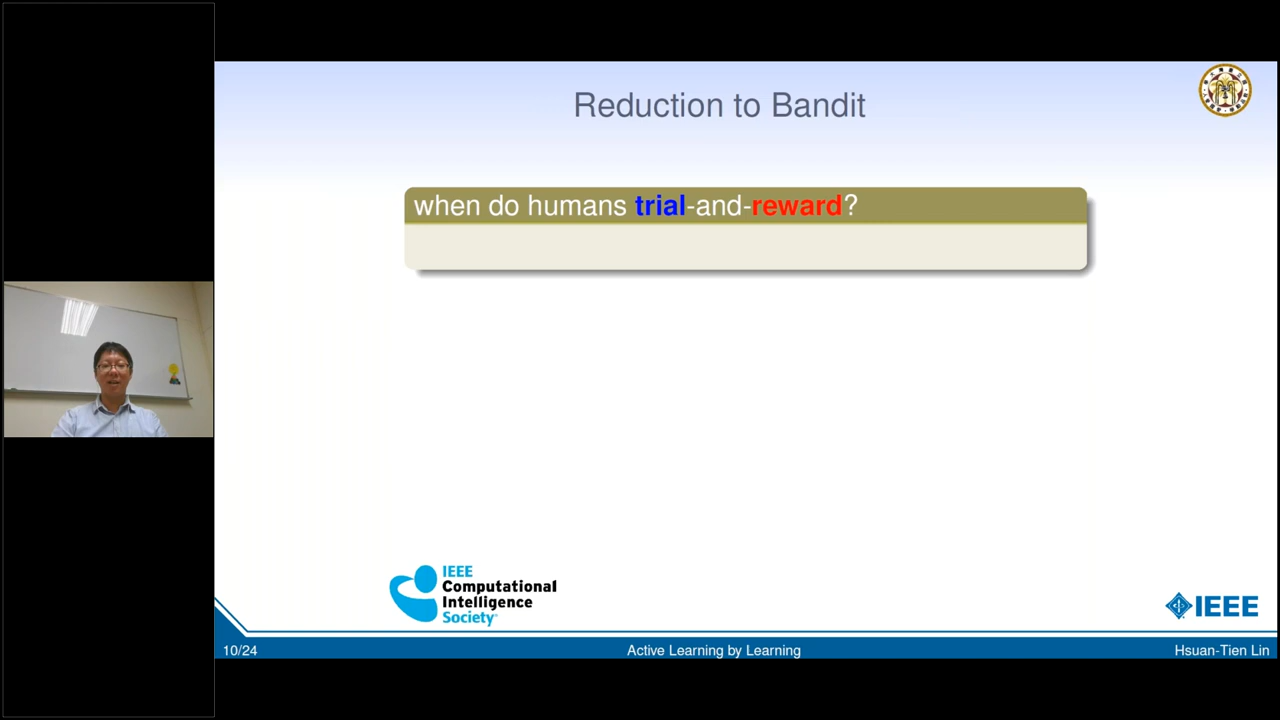 Reduction to Bandit
when do humans trial-and-reward?
IEEE
Computational
Intelligence
Society
IEEE
10/24
Active Learning by Learning
Hsuan-Tien Lin